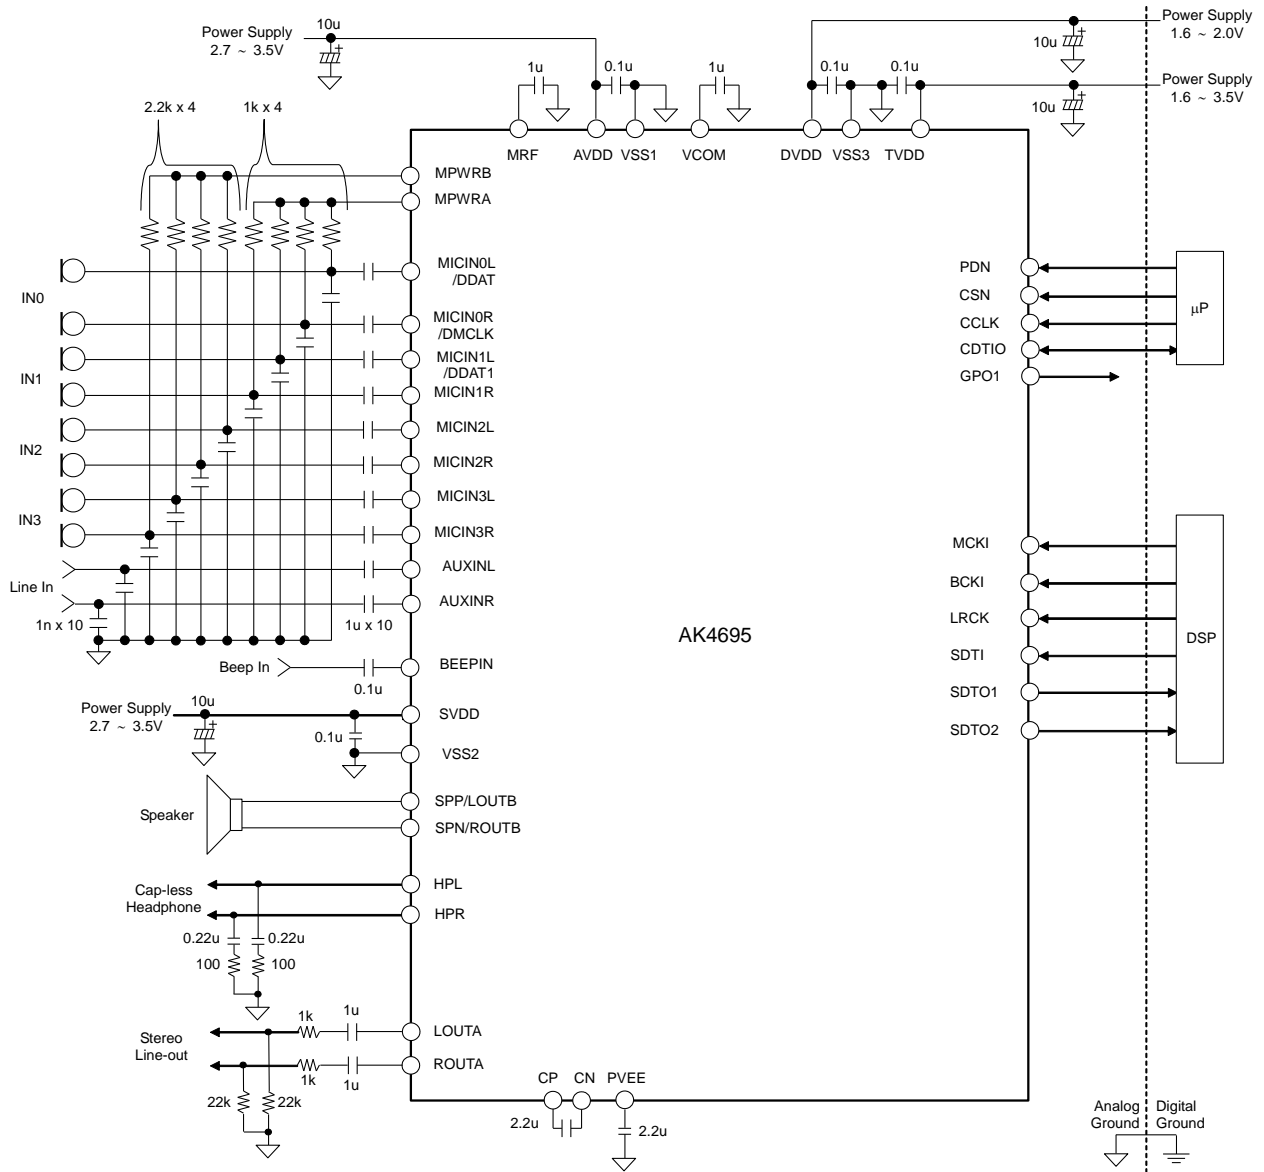 Power Supply
2.7 ~ 3.5V
10u
10u
Power Supply
1.6 ~ 2.0V
1u
0.1u
1u
0.1u
0.1u
10u
Power Supply
1.6 ~ 3.5V
2.2k x 4
1k x 4
MRF
AVDD
VSS1
VCOM
DVDD
VSS3
TVDD
MPWRB
MPWRA
IN0
MICIN0L
/DDAT
MICIN0R
/DMCLK
IN1
MICIN1L
/DDAT1
MICIN1R
IN2
MICIN2L
MICIN2R
IN3
MICIN3L
MICIN3R
Line In
AUXINL
AUXINR
1n x 10
1u x 10
Beep In
0.1u
BEEPIN
Power Supply
2.7 ~ 3.5V
10u
0.1u
SVDD
VSS2
Speaker
SPP/LOUTB
SPN/ROUTB
Cap-less
Headphone
HPL
HPR
0.22u
0.22u
100
100
Stereo
Line-out
1k
1u
LOUTA
1k
1u
ROUTA
22k
22k
CP
CN
PVEE
2.2u
2.2u
AK4695
PDN
CSN
CCLK
CDTIO
GPO1
μP
MCKI
BCKI
LRCK
SDTI
SDTO1
SDTO2
DSP
Analog
Ground
Digital
Ground